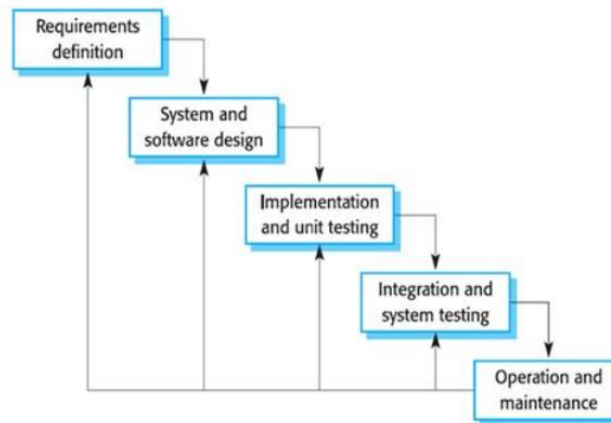 Requirements
definition
System and
software design
Implementation
and unit testing
Integration and
system testing
Operation and
maintenance